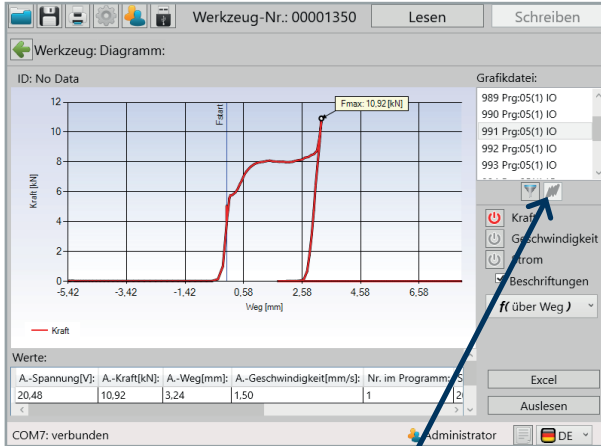 Werkzeug-Nr.: 00001350 Lesen Schreiben
Werkzeug: Diagramm:
ID: No Data
Grafikdatei:
989 Prg:05(1) IO
990 Prg:05(1) IO
991 Prg:05(1) IO
992 Prg:05(1) IO
993 Prg:05(1) IO
Kraft
Geschwindigkeit
Strom
Beschriftungen
f( über Weg )
Fmax: 10,92[kN]
Fstart
Kraft [kN]
12
10
8
6
4
2
0
-5,42 -3,42 -1,42 0,58 2,58 4,58 6,58
Weg [mm]
Kraft
Werte:
A.-Spannung[V]: A.-Kraft[kN]: A.-Weg[mm]: A.-Geschwindigkeit[mm/s]: Nr. im Programm: S
20,48 10,92 3,24 1,50 1 20
Excel
Auslesen
COM7: verbunden Administrator DE